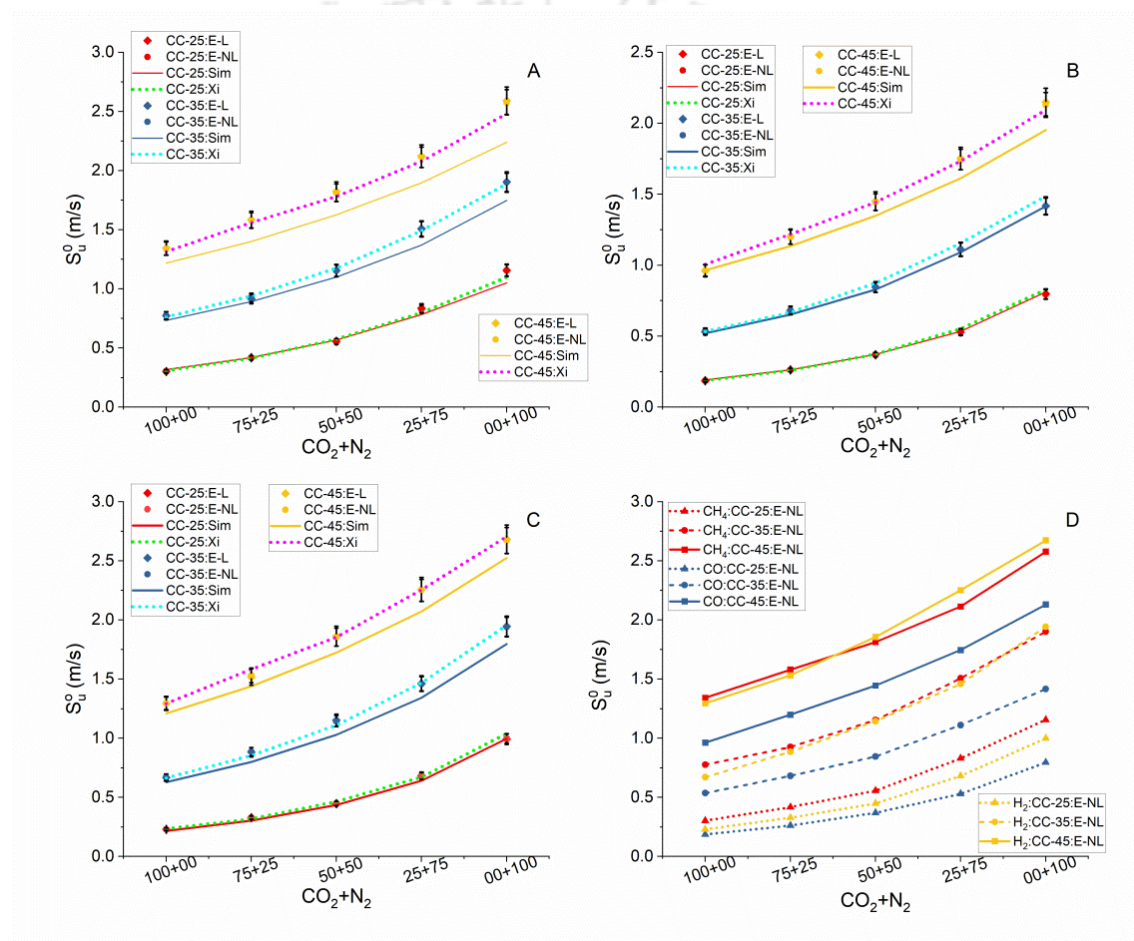 CC-25:E-L
CC-25:E-NL
CC-25:Sim
CC-25:Xi
CC-35:E-L
CC-35:E-NL
CC-35:Sim
CC-35:Xi
A
CC-45:E-L
CC-45:E-NL
CC-45:Sim
CC-45:Xi
3.0
2.5
2.0
1.5
1.0
0.5
0.0
S⁰ᵤ (m/s)
100+00 75+25 50+50 25+75 00+100
CO₂+N₂
CC-25:E-L
CC-25:E-NL
CC-25:Sim
CC-25:Xi
CC-35:E-L
CC-35:E-NL
CC-35:Sim
CC-35:Xi
CC-45:E-L
CC-45:E-NL
CC-45:Sim
CC-45:Xi
B
2.5
2.0
1.5
1.0
0.5
0.0
S⁰ᵤ (m/s)
100+00 75+25 50+50 25+75 00+100
CO₂+N₂
CC-25:E-L
CC-25:E-NL
CC-25:Sim
CC-25:Xi
CC-35:E-L
CC-35:E-NL
CC-35:Sim
CC-35:Xi
CC-45:E-L
CC-45:E-NL
CC-45:Sim
CC-45:Xi
C
3.0
2.5
2.0
1.5
1.0
0.5
0.0
S⁰ᵤ (m/s)
100+00 75+25 50+50 25+75 00+100
CO₂+N₂
CH₄:CC-25:E-NL
CH₄:CC-35:E-NL
CH₄:CC-45:E-NL
CO:CC-25:E-NL
CO:CC-35:E-NL
CO:CC-45:E-NL
D
H₂:CC-25:E-NL
H₂:CC-35:E-NL
H₂:CC-45:E-NL
3.0
2.5
2.0
1.5
1.0
0.5
0.0
S⁰ᵤ (m/s)
100+00 75+25 50+50 25+75 00+100
CO₂+N₂